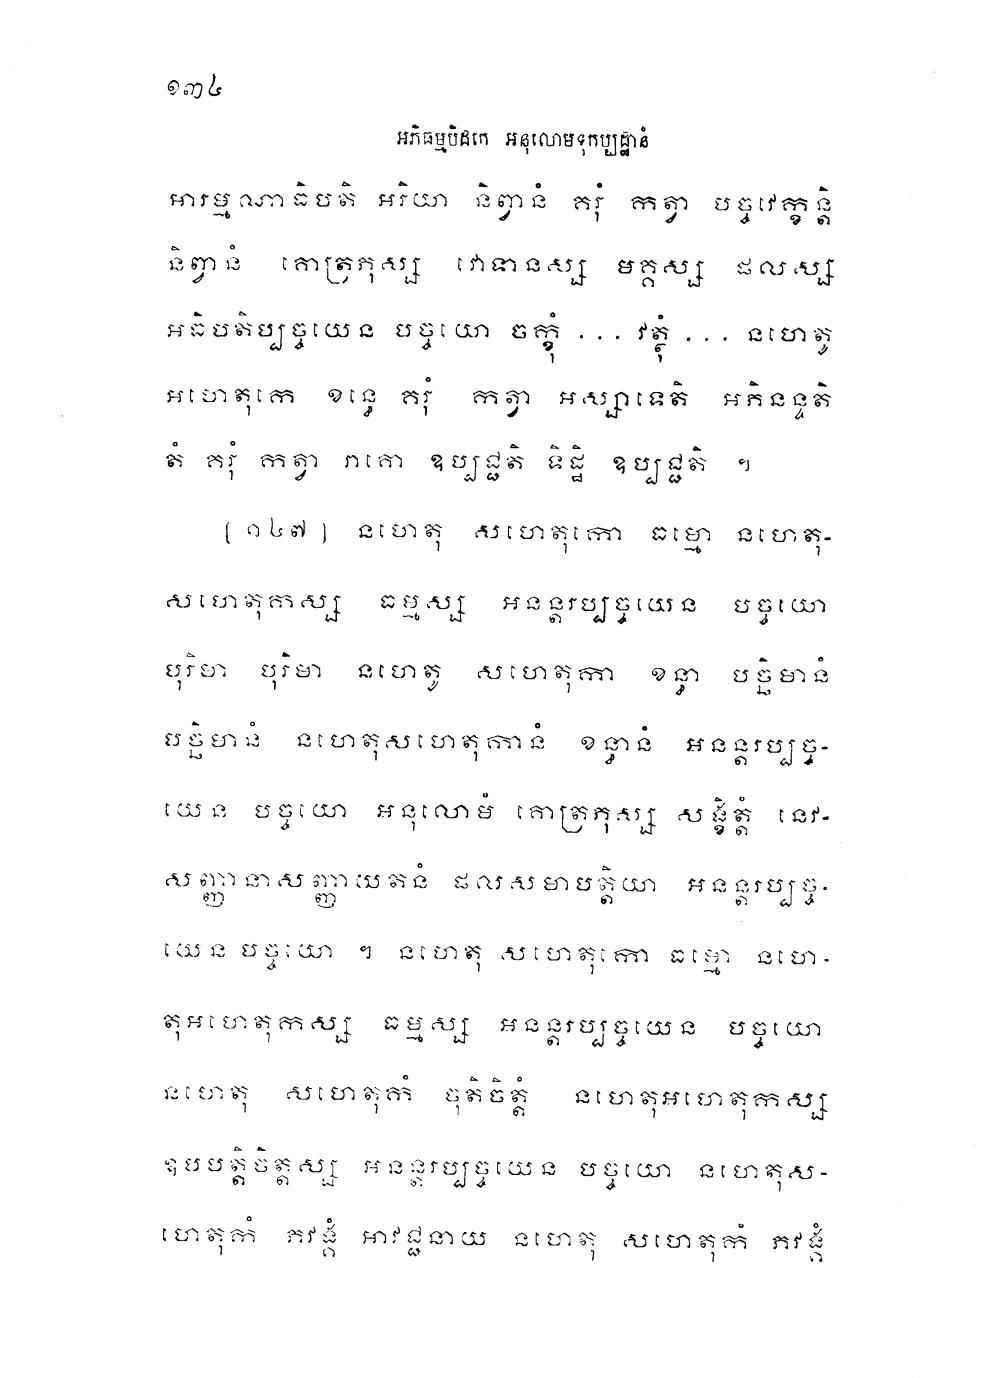 ១៣៤
អភិធម្មបិដកេ អនុលោមទុកប្បដ្ឋានំ
អារម្មណាធិបតិ អរិយា និព្វានំ គរុំ កត្វា បច្ចវេក្ខន្តិ
និព្វានំ គោត្រភុស្ស វោទានស្ស មគ្គស្ស ផលស្ស
អធិបតិប្បច្ចយេន បច្ចយោ ចក្ខុំ ... វត្ថុំ ... នហេតូ
អហេតុកេ ខន្ធេ គរុំ កត្វា អស្សាទេតិ អភិនន្ទតិ
តំ គរុំ កត្វា រាគោ ឧប្បជ្ជតិ ទិដ្ឋិ ឧប្បជ្ជតិ ។
[១៤៧] នហេតុ សហេតុកោ ធម្មោ នហេតុ-
សហេតុកស្ស ធម្មស្ស អនន្តរប្បច្ចយេន បច្ចយោ
បុរិមា បុរិមា នហេតូ សហេតុកា ខន្ធា បច្ឆិមានំ
បច្ឆិមានំ នហេតុសហេតុកានំ ខន្ធានំ អនន្តរប្បច្ច-
យេន បច្ចយោ អនុលោមំ គោត្រភុស្ស សង្ខិត្តំ នេវ-
សញ្ញានាសញ្ញាយតនំ ផលសមាបត្តិយា អនន្តរប្បច្ច-
យេន បច្ចយោ ។ នហេតុ សហេតុកោ ធម្មោ នហេ-
តុអហេតុកស្ស ធម្មស្ស អនន្តរប្បច្ចយេន បច្ចយោ
នហេតុ សហេតុកំ ចុតិចិត្តំ នហេតុអហេតុកស្ស
ឧបបត្តិចិត្តស្ស អនន្តរប្បច្ចយេន បច្ចយោ នហេតុស-
ហេតុកំ ភវង្គំ អាវជ្ជនាយ នហេតុ សហេតុកំ ភវង្គំ